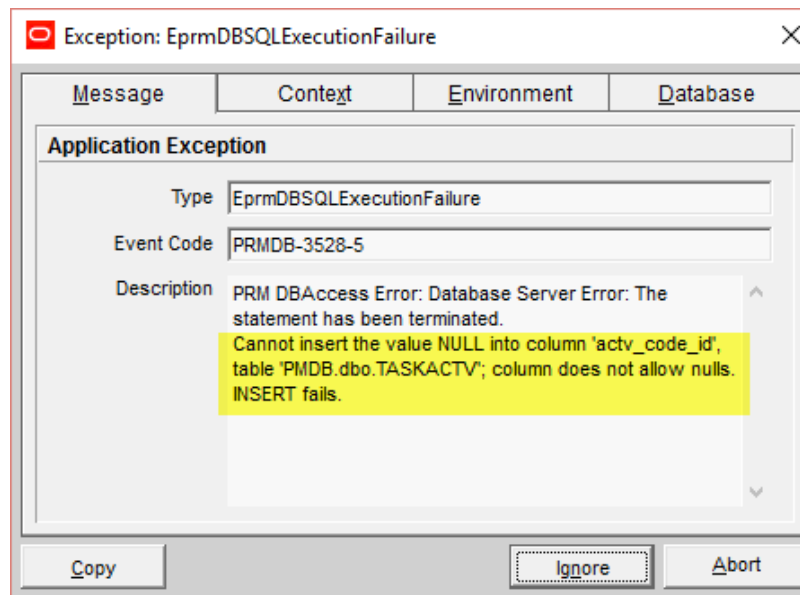 Exception: EprmDBSQLExecutionFailure
Message
Context
Environment
Database
Application Exception
Type
EprmDBSQLExecutionFailure
Event Code
PRMDB-3528-5
Description
PRM DBAccess Error: Database Server Error: The
statement has been terminated.
Cannot insert the value NULL into column 'actv_code_id',
table 'PMDB.dbo.TASKACTV'; column does not allow nulls.
INSERT fails.
Copy
Ignore
Abort